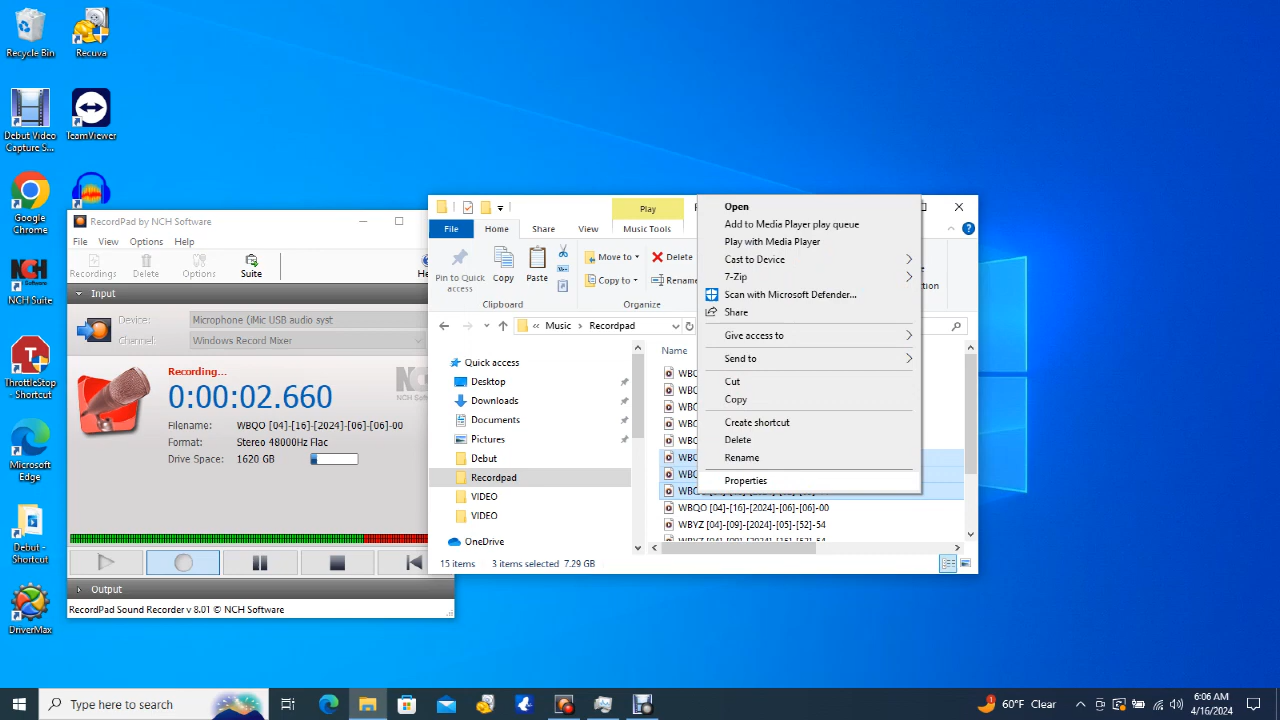 Recycle Bin
Recuva
Debut Video
Capture S...
TeamViewer
Google
Chrome
NCH Suite
ThrottleStop
- Shortcut
Microsoft
Edge
Debut -
Shortcut
DriverMax
RecordPad by NCH Software
File View Options Help
Recordings Delete Options Suite
Input
Device: Microphone (iMic USB audio syst
Channel: Windows Record Mixer
Recording...
0:00:02.660
NCH
Filename: WBQO [04]-[16]-[2024]-[06]-[06]-00
Format: Stereo 48000Hz Flac
Drive Space: 1620 GB
Output
RecordPad Sound Recorder v 8.01 © NCH Software
Play
File Home Share View Music Tools
Pin to Quick
access
Copy
Paste
Move to
Copy to
Delete
Rename
Clipboard
Organize
« Music › Recordpad
Quick access
Desktop
Downloads
Documents
Pictures
Debut
Recordpad
VIDEO
VIDEO
OneDrive
Name
WBQO [04]-[16]-[2024]-[06]-[06]-00
WBYZ [04]-[09]-[2024]-[05]-[52]-54
15 items 3 items selected 7.29 GB
Open
Add to Media Player play queue
Play with Media Player
Cast to Device
7-Zip
Scan with Microsoft Defender...
Share
Give access to
Send to
Cut
Copy
Create shortcut
Delete
Rename
Properties
Type here to search
60°F Clear
6:06 AM
4/16/2024